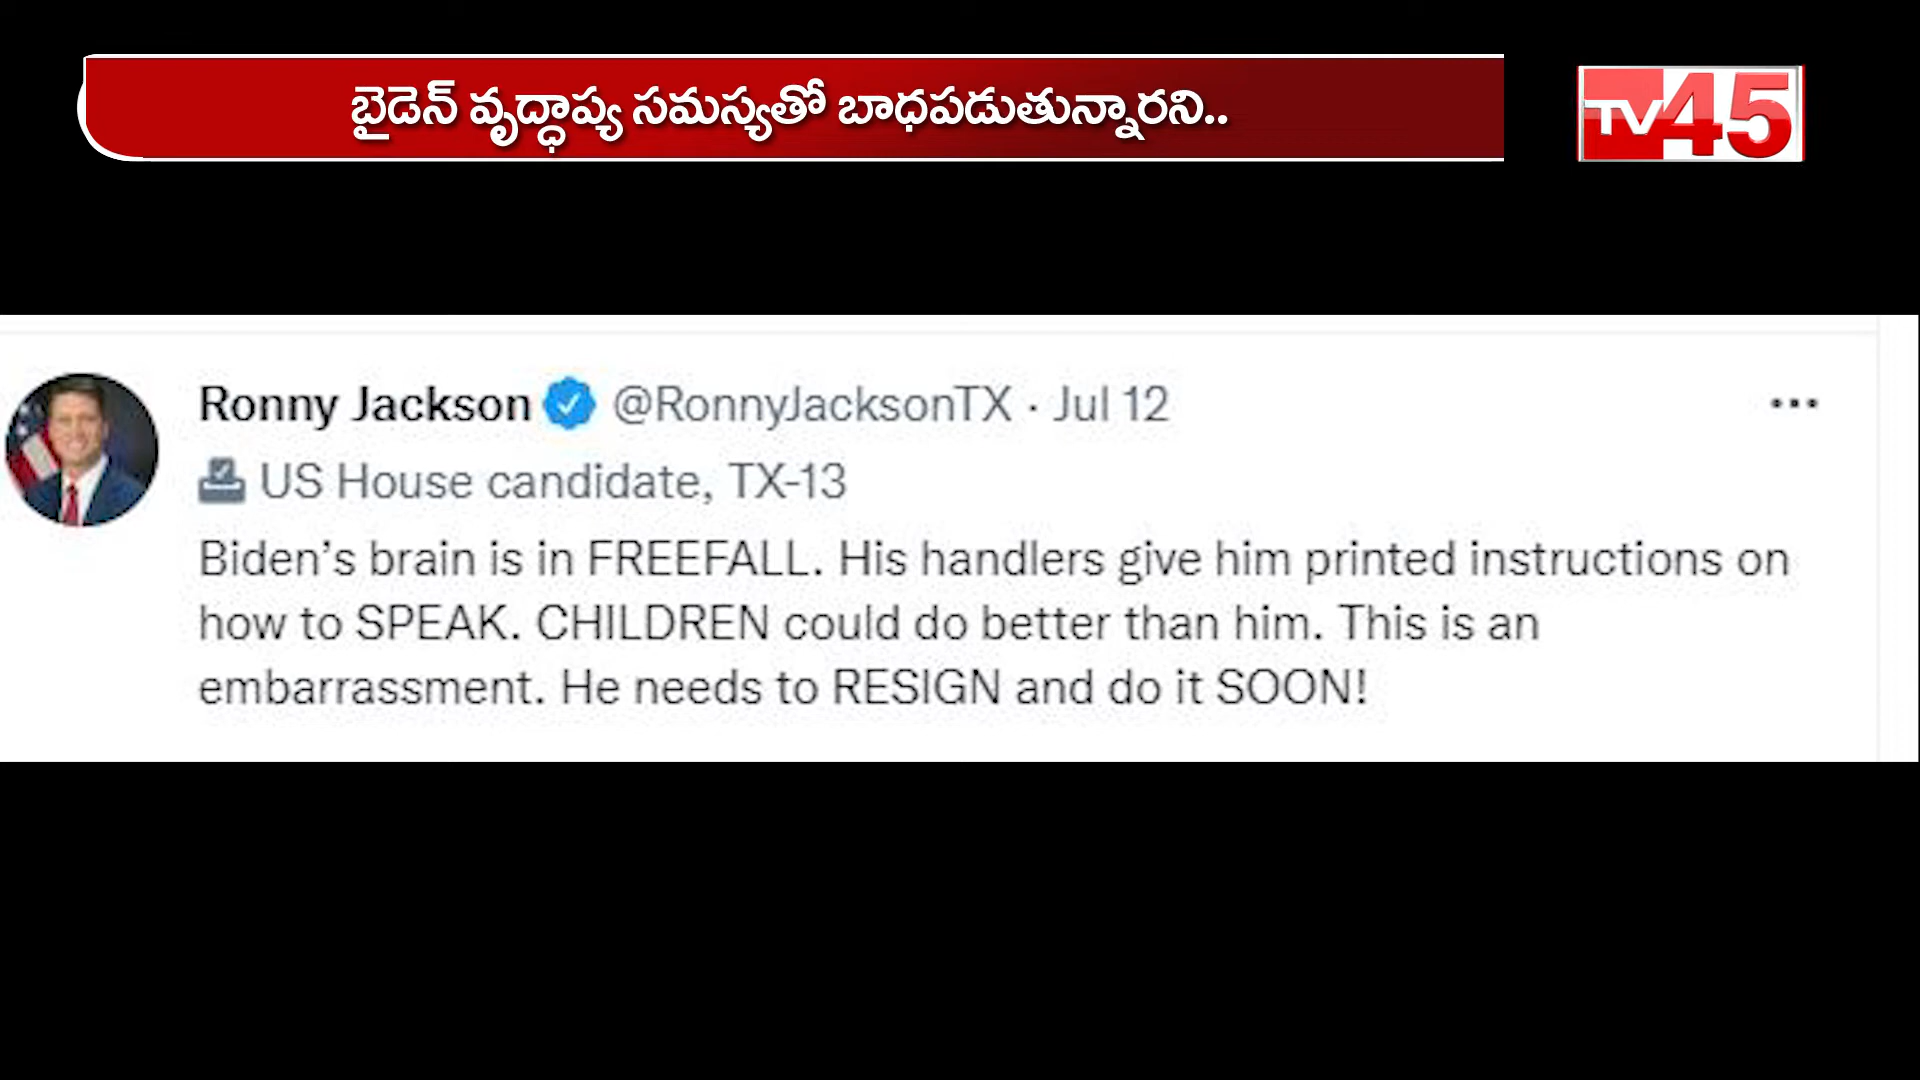 బైడెన్ వృద్ధాప్య సమస్యతో బాధపడుతున్నారని..
TV45
Ronny Jackson @RonnyJacksonTX · Jul 12
US House candidate, TX-13
Biden’s brain is in FREEFALL. His handlers give him printed instructions on
how to SPEAK. CHILDREN could do better than him. This is an
embarrassment. He needs to RESIGN and do it SOON!